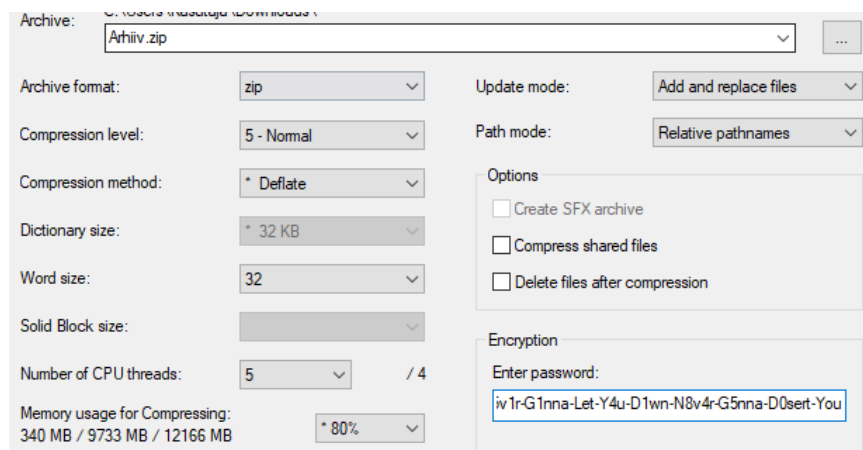 Archive:
Arhiiv.zip
...
Archive format: zip
Update mode: Add and replace files
Compression level: 5 - Normal
Path mode: Relative pathnames
Compression method: * Deflate
Options
Create SFX archive
Dictionary size: * 32 KB
Compress shared files
Word size: 32
Delete files after compression
Solid Block size:
Encryption
Number of CPU threads: 5 / 4
Enter password:
iv1r-G1nna-Let-Y4u-D1wn-N8v4r-G5nna-D0sert-You
Memory usage for Compressing:
340 MB / 9733 MB / 12166 MB * 80%